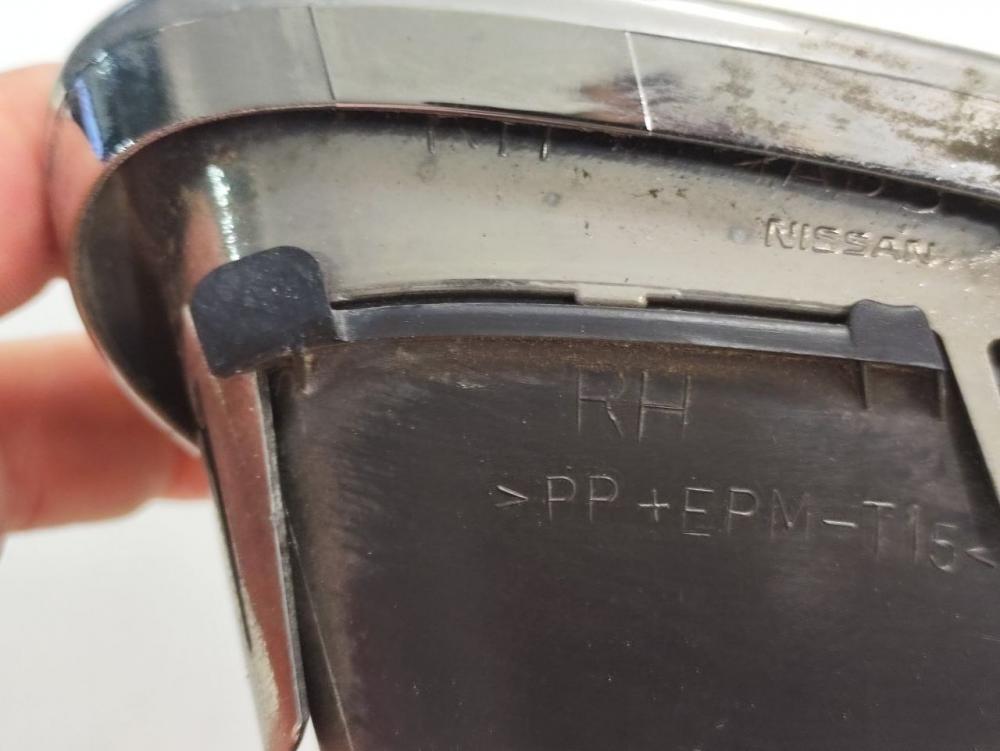 NISSAN
RH
>PP+EPM-T15<